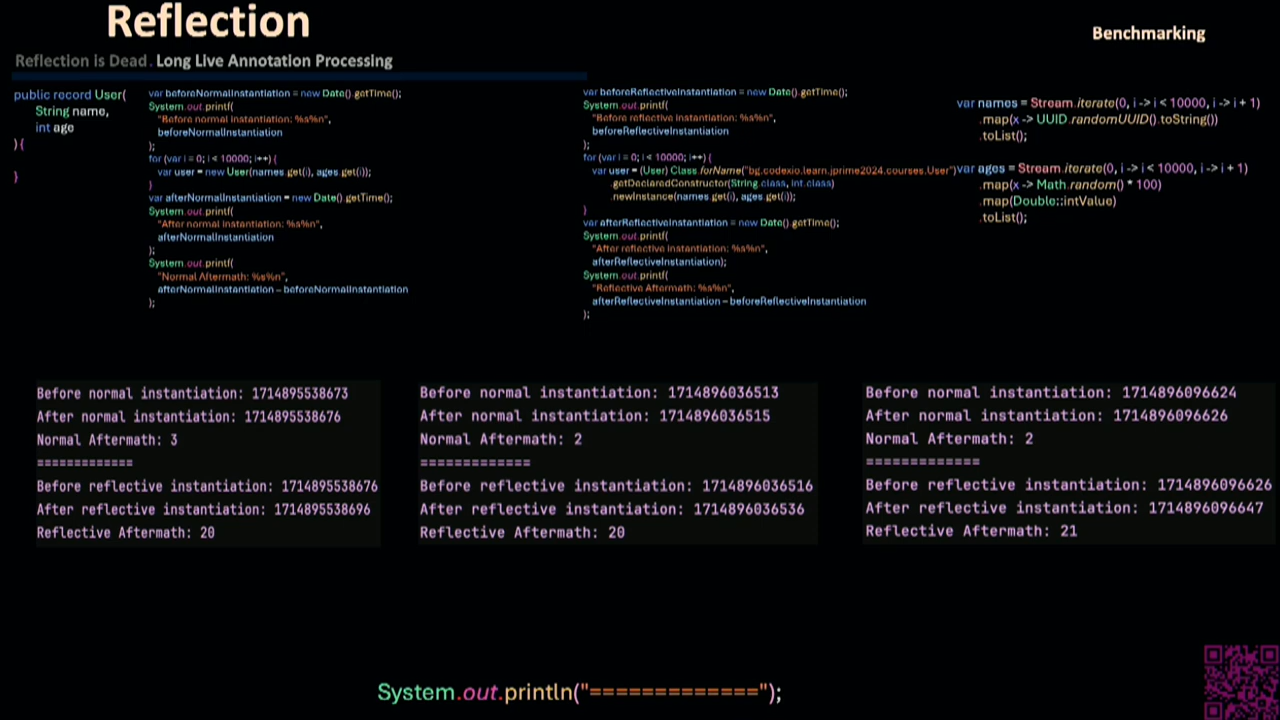 Reflection
Benchmarking
Reflection is Dead. Long Live Annotation Processing
public record User(
String name,
int age
) {
}
var beforeNormalInstantiation = new Date().getTime();
System.out.printf(
"Before normal instantiation: %s%n",
beforeNormalInstantiation
);
for (var i = 0; i < 10000; i++) {
var user = new User(names.get(i), ages.get(i));
}
var afterNormalInstantiation = new Date().getTime();
System.out.printf(
"After normal instantiation: %s%n",
afterNormalInstantiation
);
System.out.printf(
"Normal Aftermath: %s%n",
afterNormalInstantiation - beforeNormalInstantiation
);
var beforeReflectiveInstantiation = new Date().getTime();
System.out.printf(
"Before reflective instantiation: %s%n",
beforeReflectiveInstantiation
);
for (var i = 0; i < 10000; i++) {
var user = (User) Class.forName("bg.codexio.learn.jprime2024.courses.User")
.getDeclaredConstructor(String.class, int.class)
.newInstance(names.get(i), ages.get(i));
}
var afterReflectiveInstantiation = new Date().getTime();
System.out.printf(
"After reflective instantiation: %s%n",
afterReflectiveInstantiation);
System.out.printf(
"Reflective Aftermath: %s%n",
afterReflectiveInstantiation - beforeReflectiveInstantiation
);
var names = Stream.iterate(0, i -> i < 10000, i -> i + 1)
.map(x -> UUID.randomUUID().toString())
.toList();
var ages = Stream.iterate(0, i -> i < 10000, i -> i + 1)
.map(x -> Math.random() * 100)
.map(Double::intValue)
.toList();
Before normal instantiation: 1714895538673
After normal instantiation: 1714895538676
Normal Aftermath: 3
=============
Before reflective instantiation: 1714895538676
After reflective instantiation: 1714895538696
Reflective Aftermath: 20
Before normal instantiation: 1714896036513
After normal instantiation: 1714896036515
Normal Aftermath: 2
=============
Before reflective instantiation: 1714896036516
After reflective instantiation: 1714896036536
Reflective Aftermath: 20
Before normal instantiation: 1714896096624
After normal instantiation: 1714896096626
Normal Aftermath: 2
=============
Before reflective instantiation: 1714896096626
After reflective instantiation: 1714896096647
Reflective Aftermath: 21
System.out.println("=============");